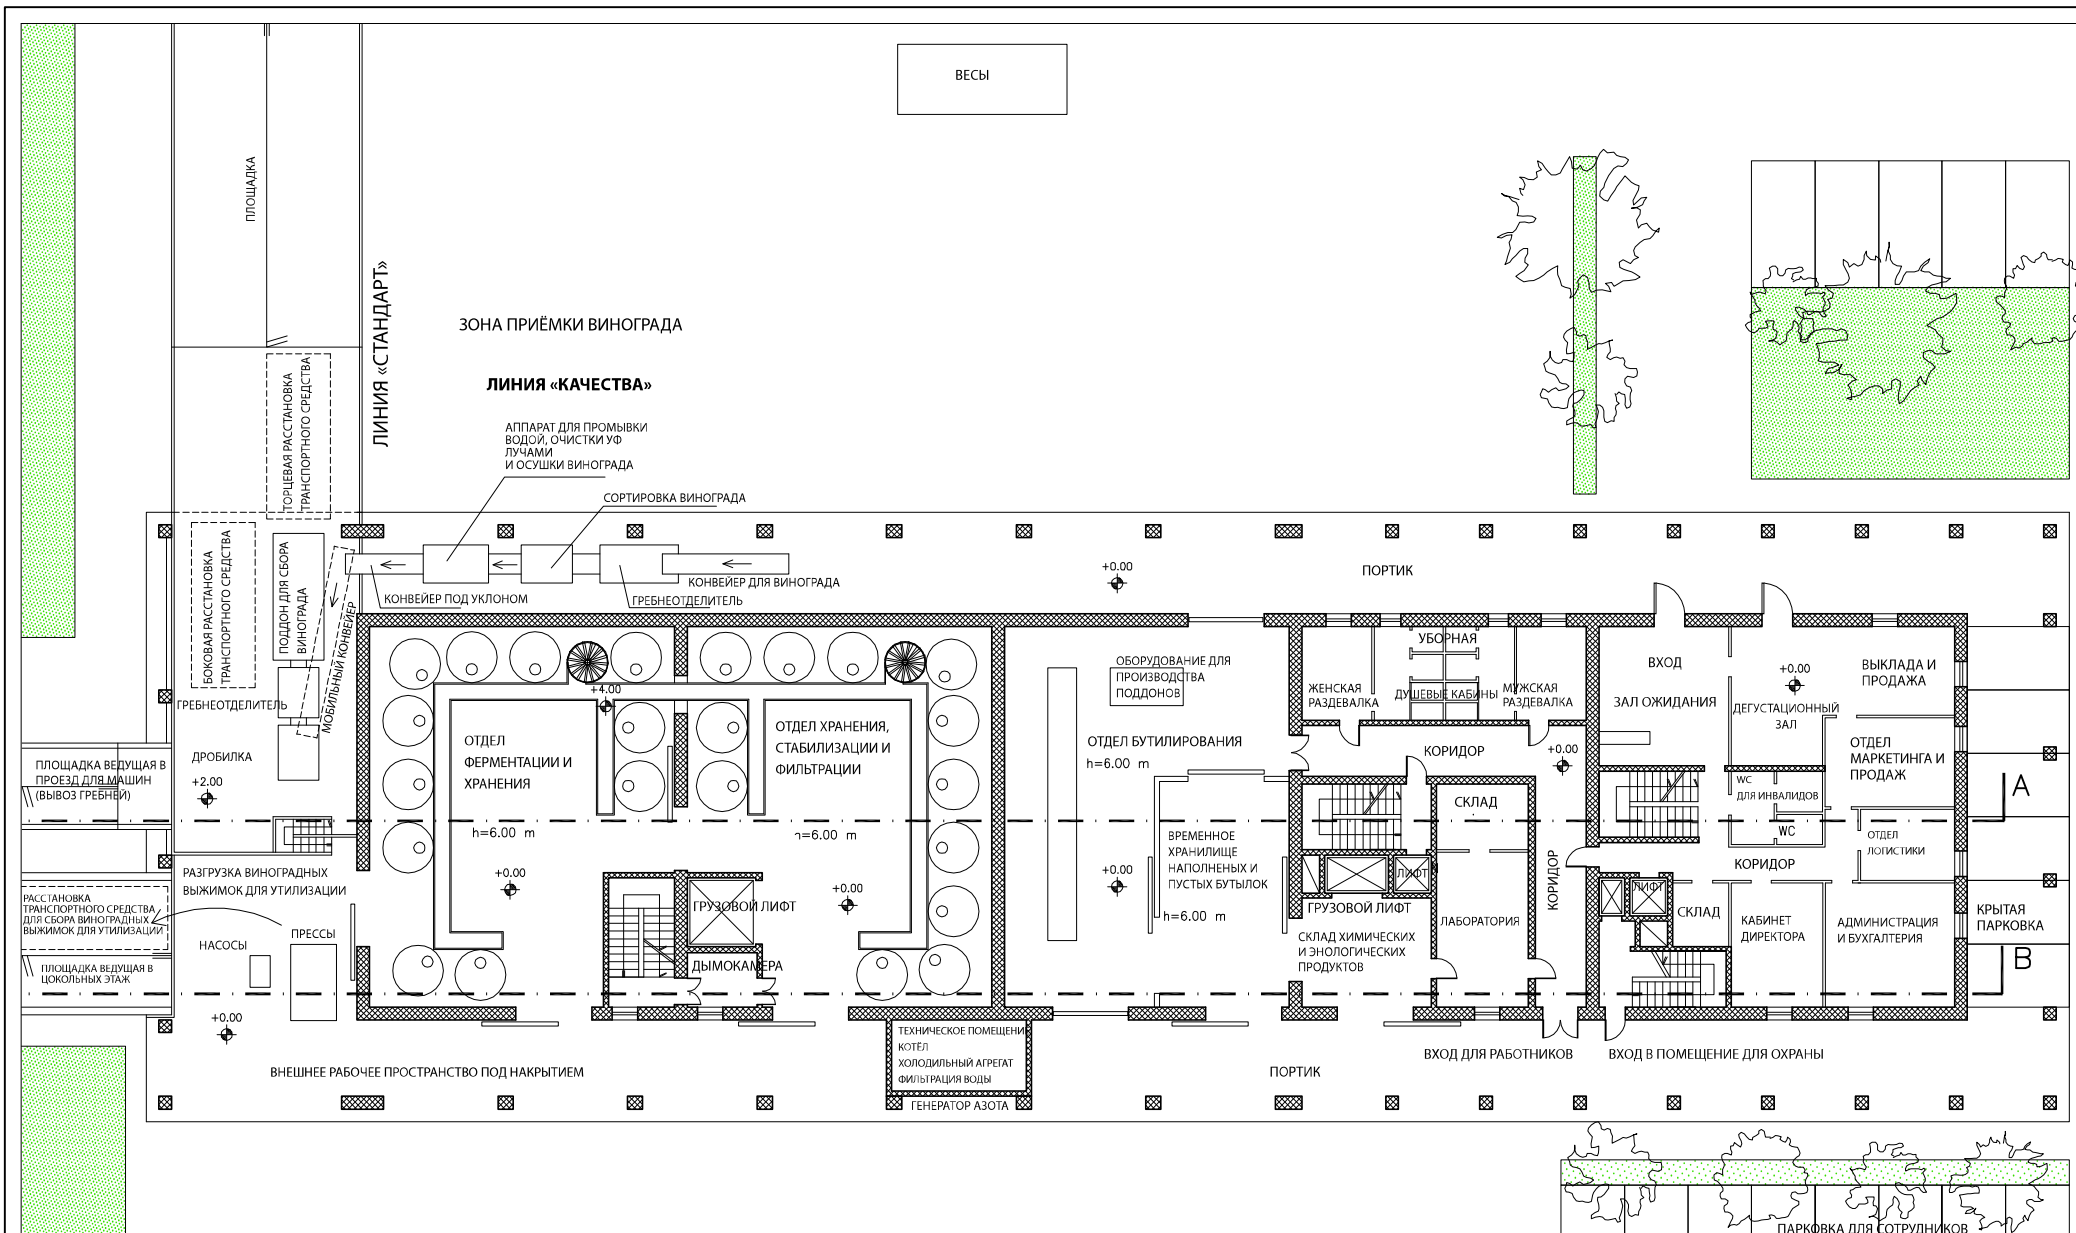 ВЕСЫ
ПЛОЩАДКА
ЛИНИЯ «СТАНДАРТ»
ЗОНА ПРИЁМКИ ВИНОГРАДА
ЛИНИЯ «КАЧЕСТВА»
ТОРЦЕВАЯ РАССТАНОВКА
ТРАНСПОРТНОГО СРЕДСТВА
АППАРАТ ДЛЯ ПРОМЫВКИ
ВОДОЙ, ОЧИСТКИ УФ
ЛУЧАМИ
И ОСУШКИ ВИНОГРАДА
СОРТИРОВКА ВИНОГРАДА
БОКОВАЯ РАССТАНОВКА
ТРАНСПОРТНОГО СРЕДСТВА
ПОДДОН ДЛЯ СБОРА
ВИНОГРАДА
МОБИЛЬНЫЙ КОНВЕЙЕР
КОНВЕЙЕР ДЛЯ ВИНОГРАДА
КОНВЕЙЕР ПОД УКЛОНОМ
ГРЕБНЕОТДЕЛИТЕЛЬ
+0.00
ПОРТИК
ГРЕБНЕОТДЕЛИТЕЛЬ
ДРОБИЛКА
+2.00
ПЛОЩАДКА ВЕДУЩАЯ В
ПРОЕЗД ДЛЯ МАШИН
(ВЫВОЗ ГРЕБНЕЙ)
+4.00
ОТДЕЛ
ФЕРМЕНТАЦИИ И
ХРАНЕНИЯ
h=6.00 m
+0.00
ОТДЕЛ ХРАНЕНИЯ,
СТАБИЛИЗАЦИИ И
ФИЛЬТРАЦИИ
h=6.00 m
+0.00
ОБОРУДОВАНИЕ ДЛЯ
ПРОИЗВОДСТВА
ПОДДОНОВ
ОТДЕЛ БУТИЛИРОВАНИЯ
h=6.00 m
ВРЕМЕННОЕ
ХРАНИЛИЩЕ
НАПОЛНЕНЫХ И
ПУСТЫХ БУТЫЛОК
+0.00
h=6.00 m
УБОРНАЯ
ЖЕНСКАЯ
РАЗДЕВАЛКА
ДУШЕВЫЕ КАБИНЫ
МУЖСКАЯ
РАЗДЕВАЛКА
КОРИДОР
+0.00
СКЛАД
КОРИДОР
ЛИФТ
ГРУЗОВОЙ ЛИФТ
ЛАБОРАТОРИЯ
СКЛАД ХИМИЧЕСКИХ
И ЭНОЛОГИЧЕСКИХ
ПРОДУКТОВ
ВХОД
ЗАЛ ОЖИДАНИЯ
+0.00
ДЕГУСТАЦИОННЫЙ
ЗАЛ
ВЫКЛАДА И
ПРОДАЖА
ОТДЕЛ
МАРКЕТИНГА И
ПРОДАЖ
WC
ДЛЯ ИНВАЛИДОВ
WC
ОТДЕЛ
ЛОГИСТИКИ
КОРИДОР
ЛИФТ
СКЛАД
КАБИНЕТ
ДИРЕКТОРА
АДМИНИСТРАЦИЯ
И БУХГАЛТЕРИЯ
КРЫТАЯ
ПАРКОВКА
A
B
РАЗГРУЗКА ВИНОГРАДНЫХ
ВЫЖИМОК ДЛЯ УТИЛИЗАЦИИ
РАССТАНОВКА
ТРАНСПОРТНОГО СРЕДСТВА
ДЛЯ СБОРА ВИНОГРАДНЫХ
ВЫЖИМОК ДЛЯ УТИЛИЗАЦИИ
НАСОСЫ
ПРЕССЫ
ПЛОЩАДКА ВЕДУЩАЯ В
ЦОКОЛЬНЫХ ЭТАЖ
+0.00
ГРУЗОВОЙ ЛИФТ
ДЫМОКАМЕРА
ТЕХНИЧЕСКОЕ ПОМЕЩЕНИЕ
КОТЁЛ
ХОЛОДИЛЬНЫЙ АГРЕГАТ
ФИЛЬТРАЦИЯ ВОДЫ
ГЕНЕРАТОР АЗОТА
ВНЕШНЕЕ РАБОЧЕЕ ПРОСТРАНСТВО ПОД НАКРЫТИЕМ
ПОРТИК
ВХОД ДЛЯ РАБОТНИКОВ
ВХОД В ПОМЕЩЕНИЕ ДЛЯ ОХРАНЫ
ПАРКОВКА ДЛЯ СОТРУДНИКОВ